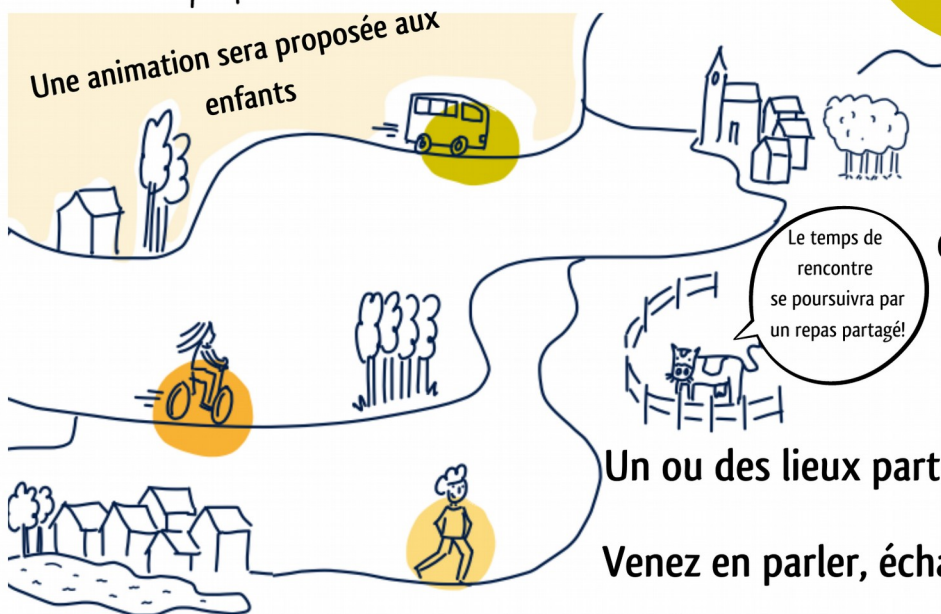 Une animation sera proposée aux
enfants
Le temps de
rencontre
se poursuivra par
un repas partagé!
Un ou des lieux part
Venez en parler, écha